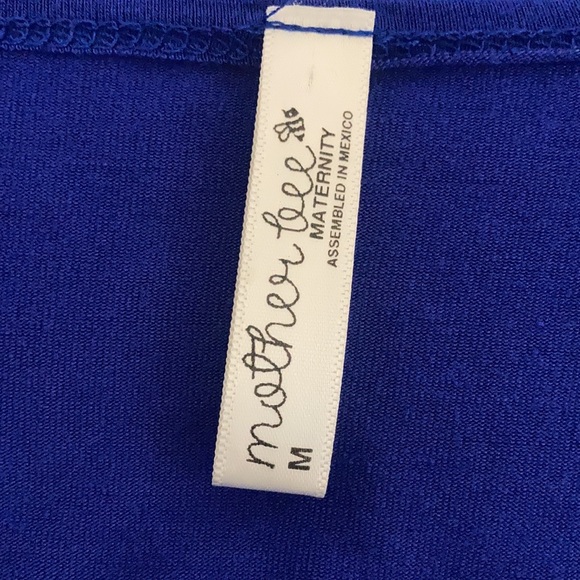 mother bee
MATERNITY
ASSEMBLED IN MEXICO
M